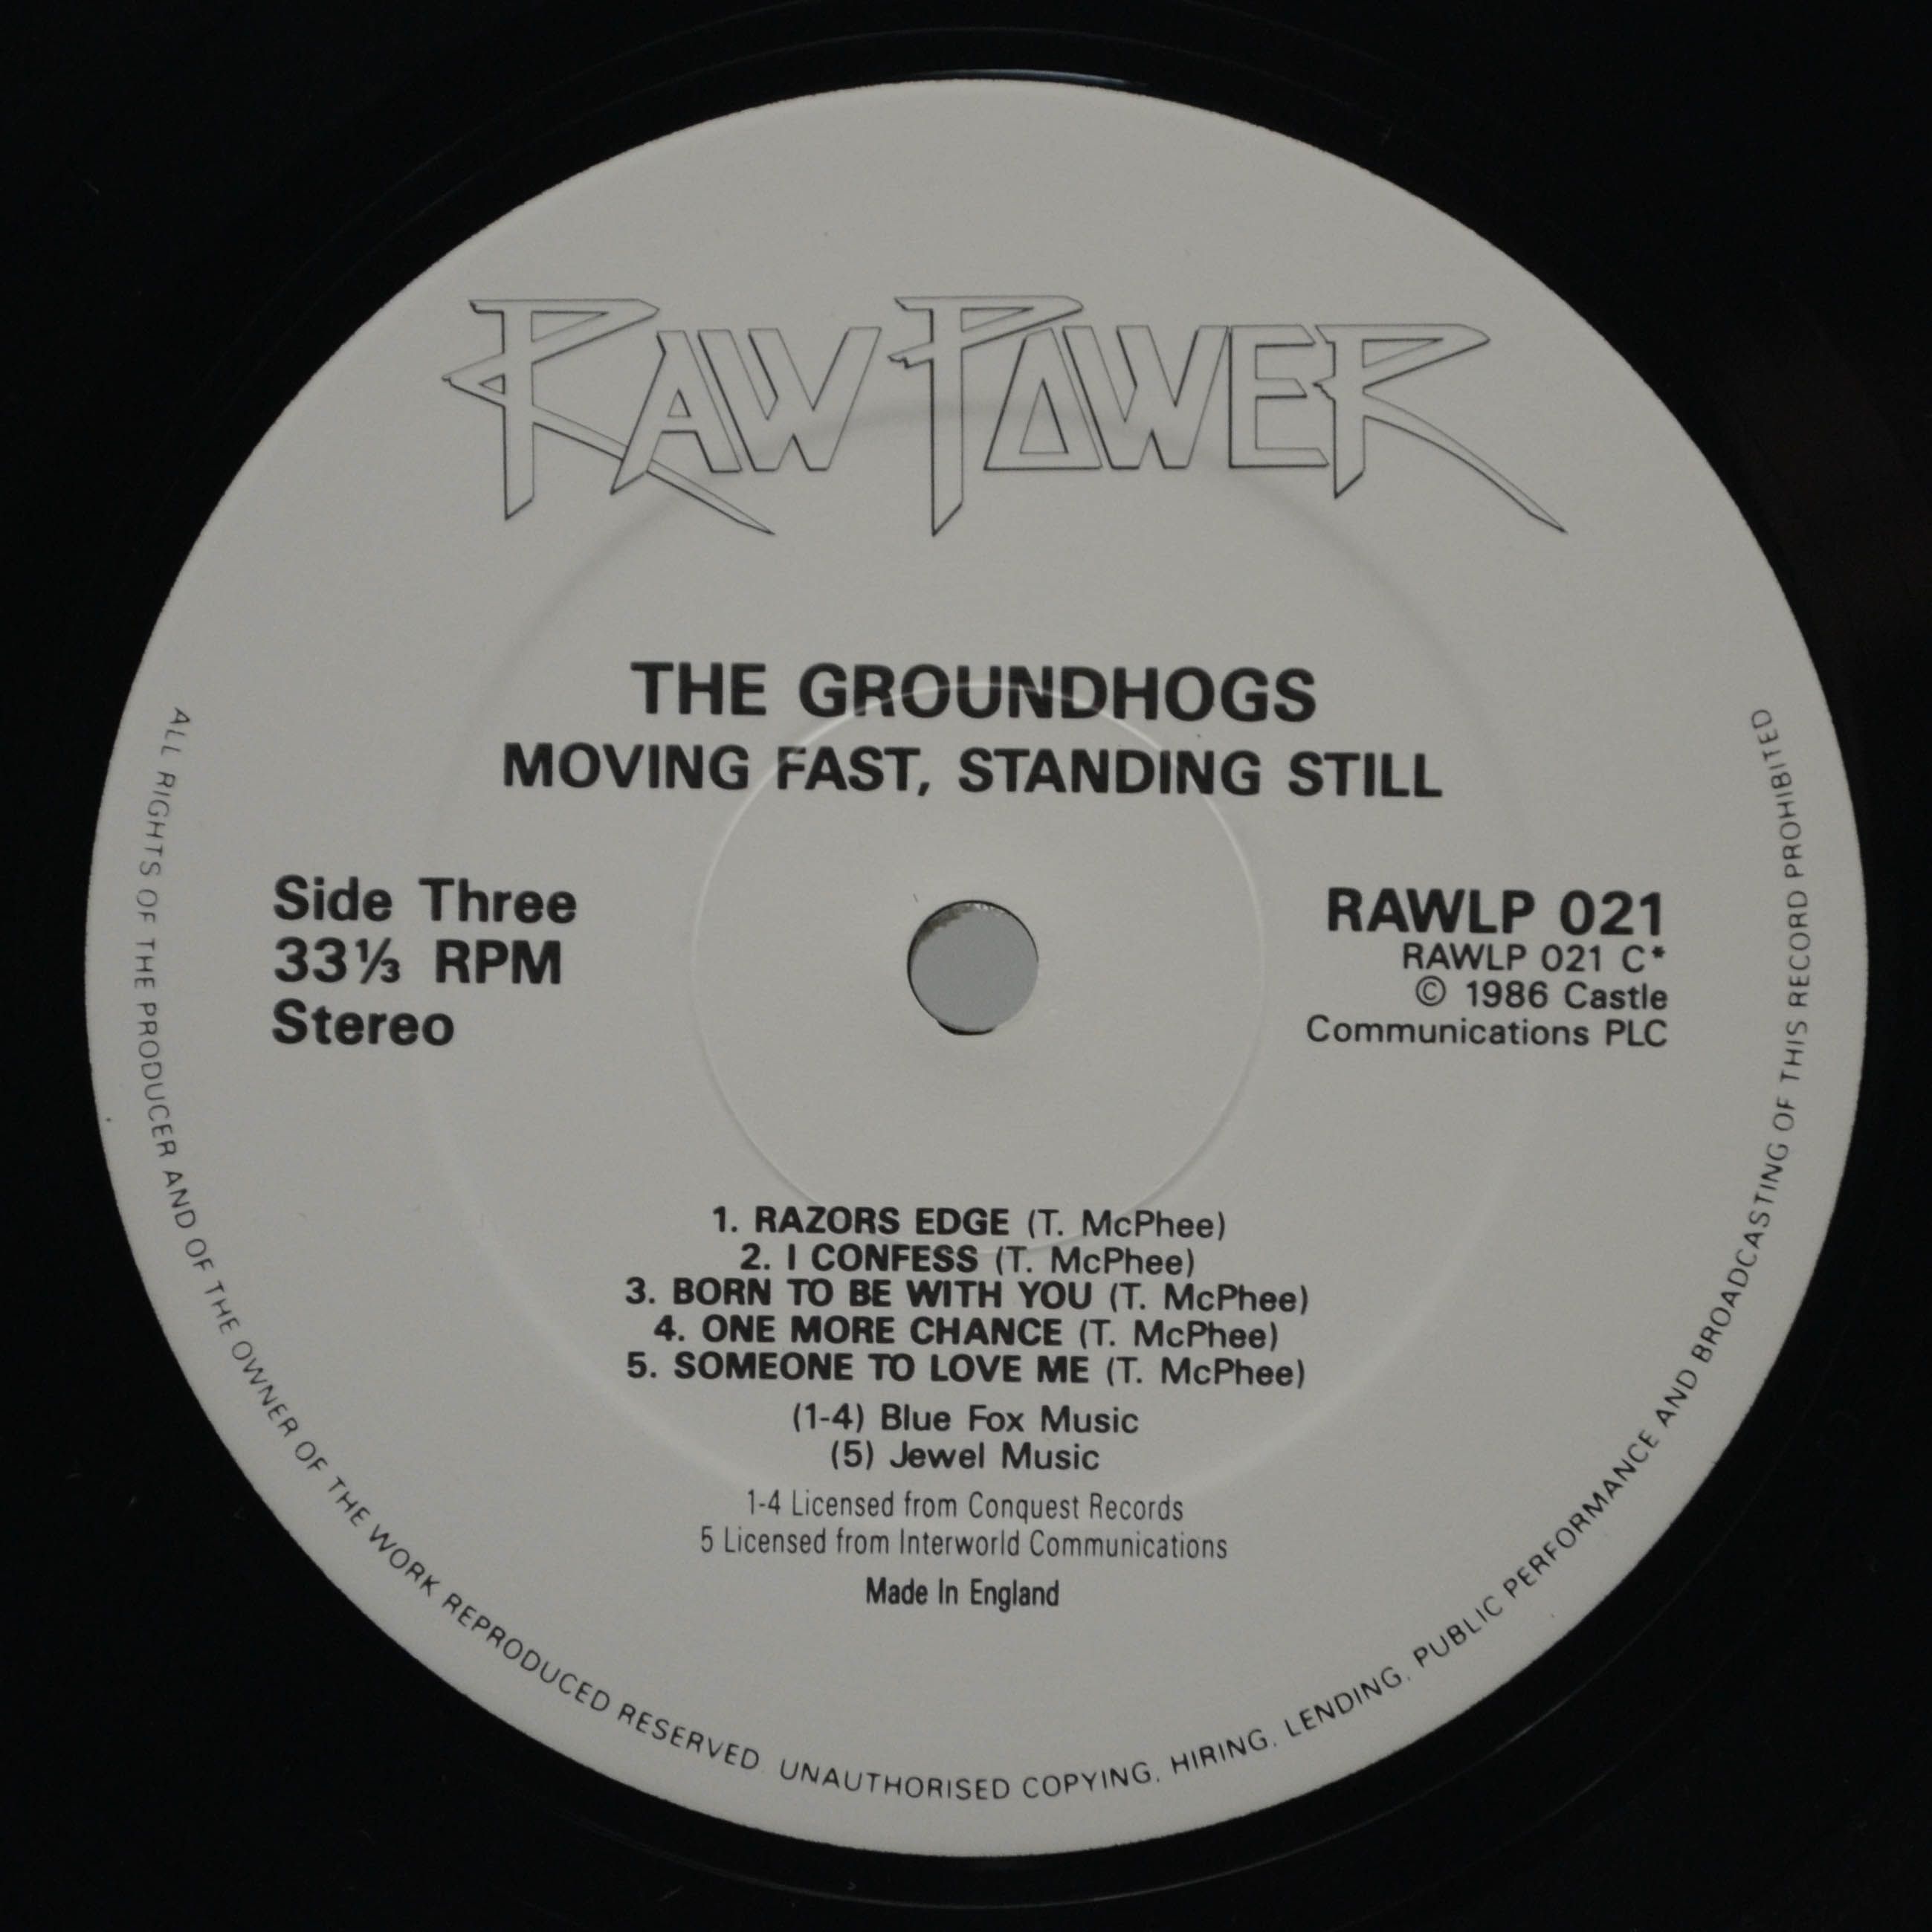 RAW POWER
THE GROUNDHOGS
MOVING FAST, STANDING STILL
Side Three
33⅓ RPM
Stereo
RAWLP 021
RAWLP 021 C*
© 1986 Castle
Communications PLC
1. RAZORS EDGE (T. McPhee)
2. I CONFESS (T. McPhee)
3. BORN TO BE WITH YOU (T. McPhee)
4. ONE MORE CHANCE (T. McPhee)
5. SOMEONE TO LOVE ME (T. McPhee)
(1-4) Blue Fox Music
(5) Jewel Music
1-4 Licensed from Conquest Records
5 Licensed from Interworld Communications
Made In England
ALL RIGHTS OF THE PRODUCER AND OF THE OWNER OF THE WORK REPRODUCED RESERVED. UNAUTHORISED COPYING, HIRING, LENDING, PUBLIC PERFORMANCE AND BROADCASTING OF THIS RECORD PROHIBITED